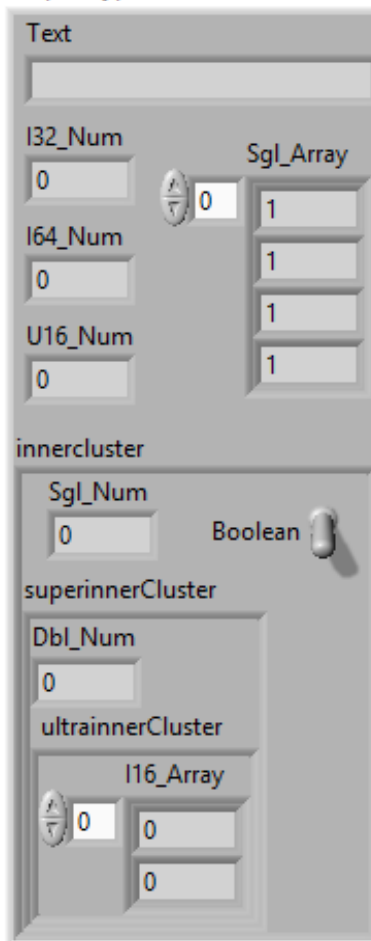 Text
I32_Num
0
Sgl_Array
0
1
1
1
1
I64_Num
0
U16_Num
0
innercluster
Sgl_Num
0
Boolean
superinnerCluster
Dbl_Num
0
ultrainnerCluster
I16_Array
0
0
0